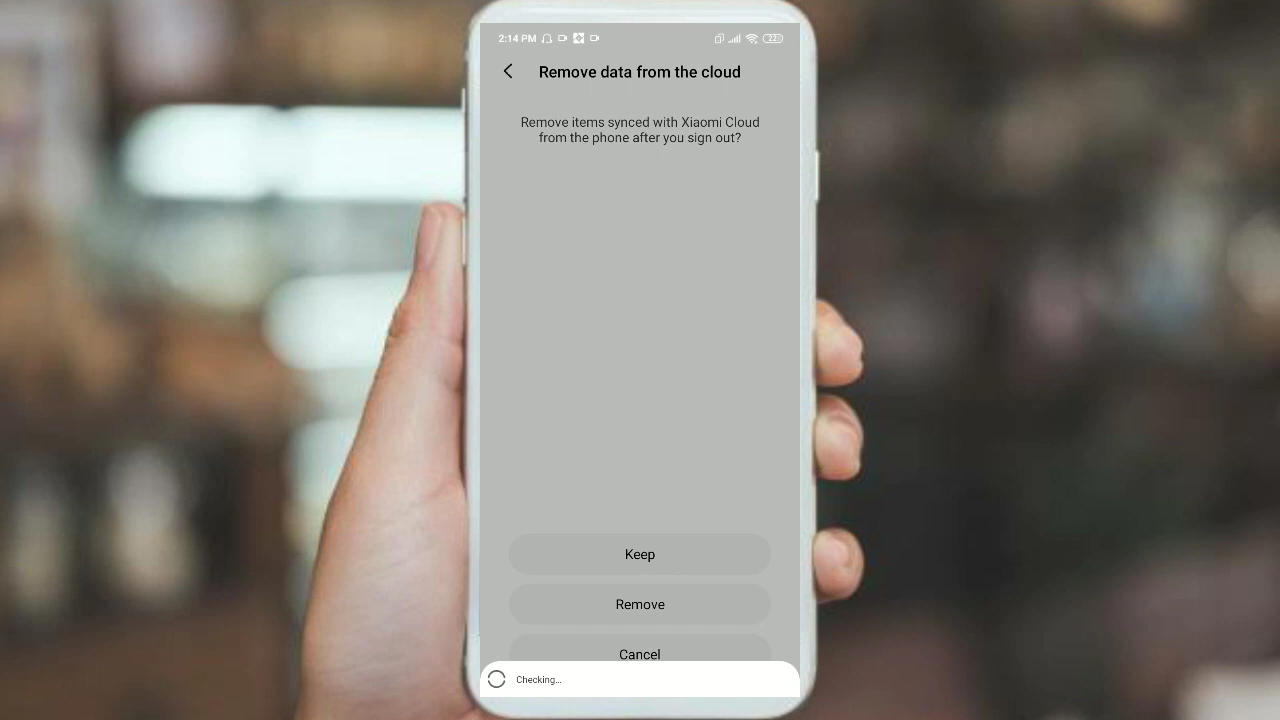 2:14 PM 22
Remove data from the cloud
Remove items synced with Xiaomi Cloud
from the phone after you sign out?
Keep
Remove
Cancel
Checking...